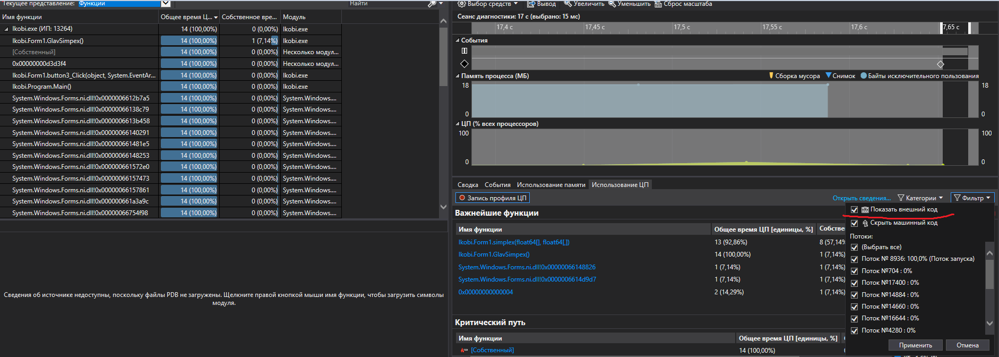 Текущее представление: Функции
Найти
Имя функции Общее время Ц... Собственное вре... Модуль
Ikobi.exe (ИП: 13264) 14 (100,00%) 0 (0,00%) Ikobi.exe
Ikobi.Form1.GlavSimpex() 14 (100,00%) 1 (7,14%) Ikobi.exe
[Собственный] 14 (100,00%) 0 (0,00%) Несколько модул...
0x00000000d3d3f4 14 (100,00%) 0 (0,00%) Несколько модул...
Ikobi.Form1.button3_Click(object, System.EventAr... 14 (100,00%) 0 (0,00%) Ikobi.exe
Ikobi.Program.Main() 14 (100,00%) 0 (0,00%) Ikobi.exe
System.Windows.Forms.ni.dll!0x0000006612b7a5 14 (100,00%) 0 (0,00%) System.Windows....
System.Windows.Forms.ni.dll!0x00000066138c79 14 (100,00%) 0 (0,00%) System.Windows....
System.Windows.Forms.ni.dll!0x0000006613b458 14 (100,00%) 0 (0,00%) System.Windows....
System.Windows.Forms.ni.dll!0x00000066140291 14 (100,00%) 0 (0,00%) System.Windows....
System.Windows.Forms.ni.dll!0x000000661481e5 14 (100,00%) 0 (0,00%) System.Windows....
System.Windows.Forms.ni.dll!0x00000066148253 14 (100,00%) 0 (0,00%) System.Windows....
System.Windows.Forms.ni.dll!0x000000661572e0 14 (100,00%) 0 (0,00%) System.Windows....
System.Windows.Forms.ni.dll!0x00000066157473 14 (100,00%) 0 (0,00%) System.Windows....
System.Windows.Forms.ni.dll!0x00000066157861 14 (100,00%) 0 (0,00%) System.Windows....
System.Windows.Forms.ni.dll!0x000000661a3a9c 14 (100,00%) 0 (0,00%) System.Windows....
System.Windows.Forms.ni.dll!0x00000066754f98 14 (100,00%) 0 (0,00%) System.Windows....
Сведения об источнике недоступны, поскольку файлы PDB не загружены. Щелкните правой кнопкой мыши имя функции, чтобы загрузить символы
модуля.
Выбор средств Вывод Увеличить Уменьшить Сброс масштаба
Сеанс диагностики: 17 с (выбрано: 15 мс)
17,4 с 17,45 с 17,5 с 17,55 с 17,6 с 7,65 с
События
Память процесса (МБ) Сборка мусора Снимок Байты исключительного пользования
18 18
0 0
ЦП (% всех процессоров)
100 100
0 0
Сводка События Использование памяти Использование ЦП
Запись профиля ЦП Открыть сведения... Категории Фильтр
Важнейшие функции
Имя функции Общее время ЦП [единицы, %] Собстве
Ikobi.Form1.simplex(float64[], float64[,]) 13 (92,86%) 8 (57,14%
Ikobi.Form1.GlavSimpex() 14 (100,00%) 1 (7,14%)
System.Windows.Forms.ni.dll!0x00000066148826 1 (7,14%) 1 (7,14%)
System.Windows.Forms.ni.dll!0x0000006614d9d7 1 (7,14%) 1 (7,14%)
0x00000000000004 2 (14,29%) 1 (7,14%)
Критический путь
Имя функции Общее время ЦП [единицы, %]
[Собственный] 14 (100,00%)
Показать внешний код
Скрыть машинный код
Потоки:
(Выбрать все)
Поток № 8936: 100,0% (Поток запуска)
Поток №704 : 0%
Поток №17400 : 0%
Поток №14884 : 0%
Поток №14660 : 0%
Поток №16644 : 0%
Поток №4280 : 0%
Применить Отмена